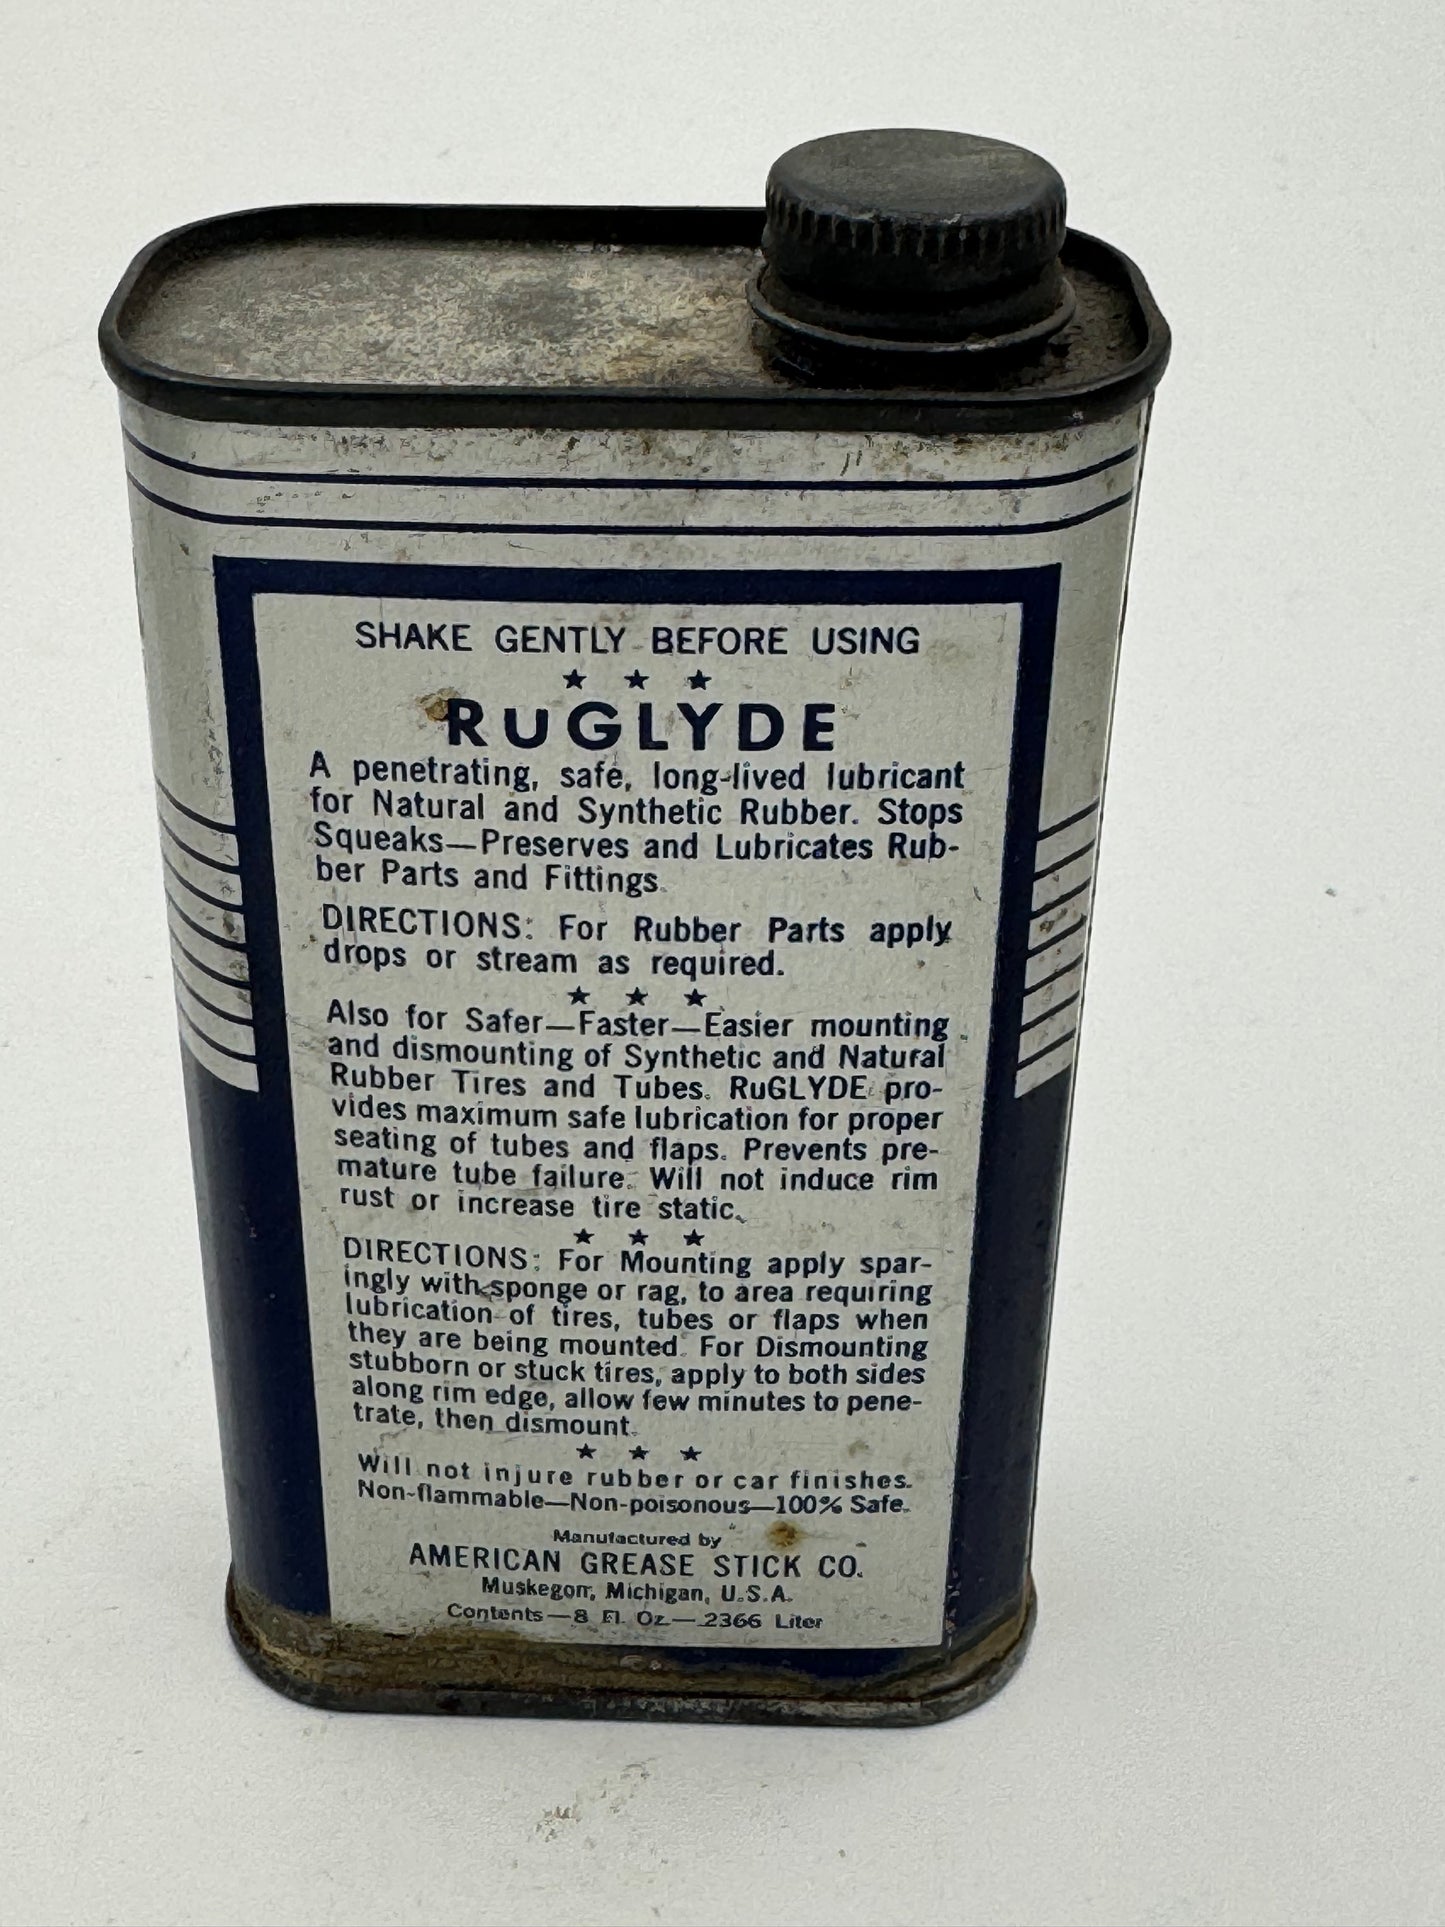 SHAKE GENTLY BEFORE USING
★ ★ ★
RUGLYDE
A penetrating, safe, long-lived lubricant
for Natural and Synthetic Rubber. Stops
Squeaks—Preserves and Lubricates Rub-
ber Parts and Fittings.
DIRECTIONS: For Rubber Parts apply
drops or stream as required.
★ ★ ★
Also for Safer—Faster—Easier mounting
and dismounting of Synthetic and Natural
Rubber Tires and Tubes. RuGLYDE pro-
vides maximum safe lubrication for proper
seating of tubes and flaps. Prevents pre-
mature tube failure. Will not induce rim
rust or increase tire static.
★ ★ ★
DIRECTIONS: For Mounting apply spar-
ingly with sponge or rag, to area requiring
lubrication of tires, tubes or flaps when
they are being mounted. For Dismounting
stubborn or stuck tires, apply to both sides
along rim edge, allow few minutes to pene-
trate, then dismount.
★ ★ ★
Will not injure rubber or car finishes.
Non-flammable—Non-poisonous—100% Safe.
Manufactured by
AMERICAN GREASE STICK CO.
Muskegon, Michigan, U.S.A.
Contents—8 Fl. Oz.—.2366 Liter